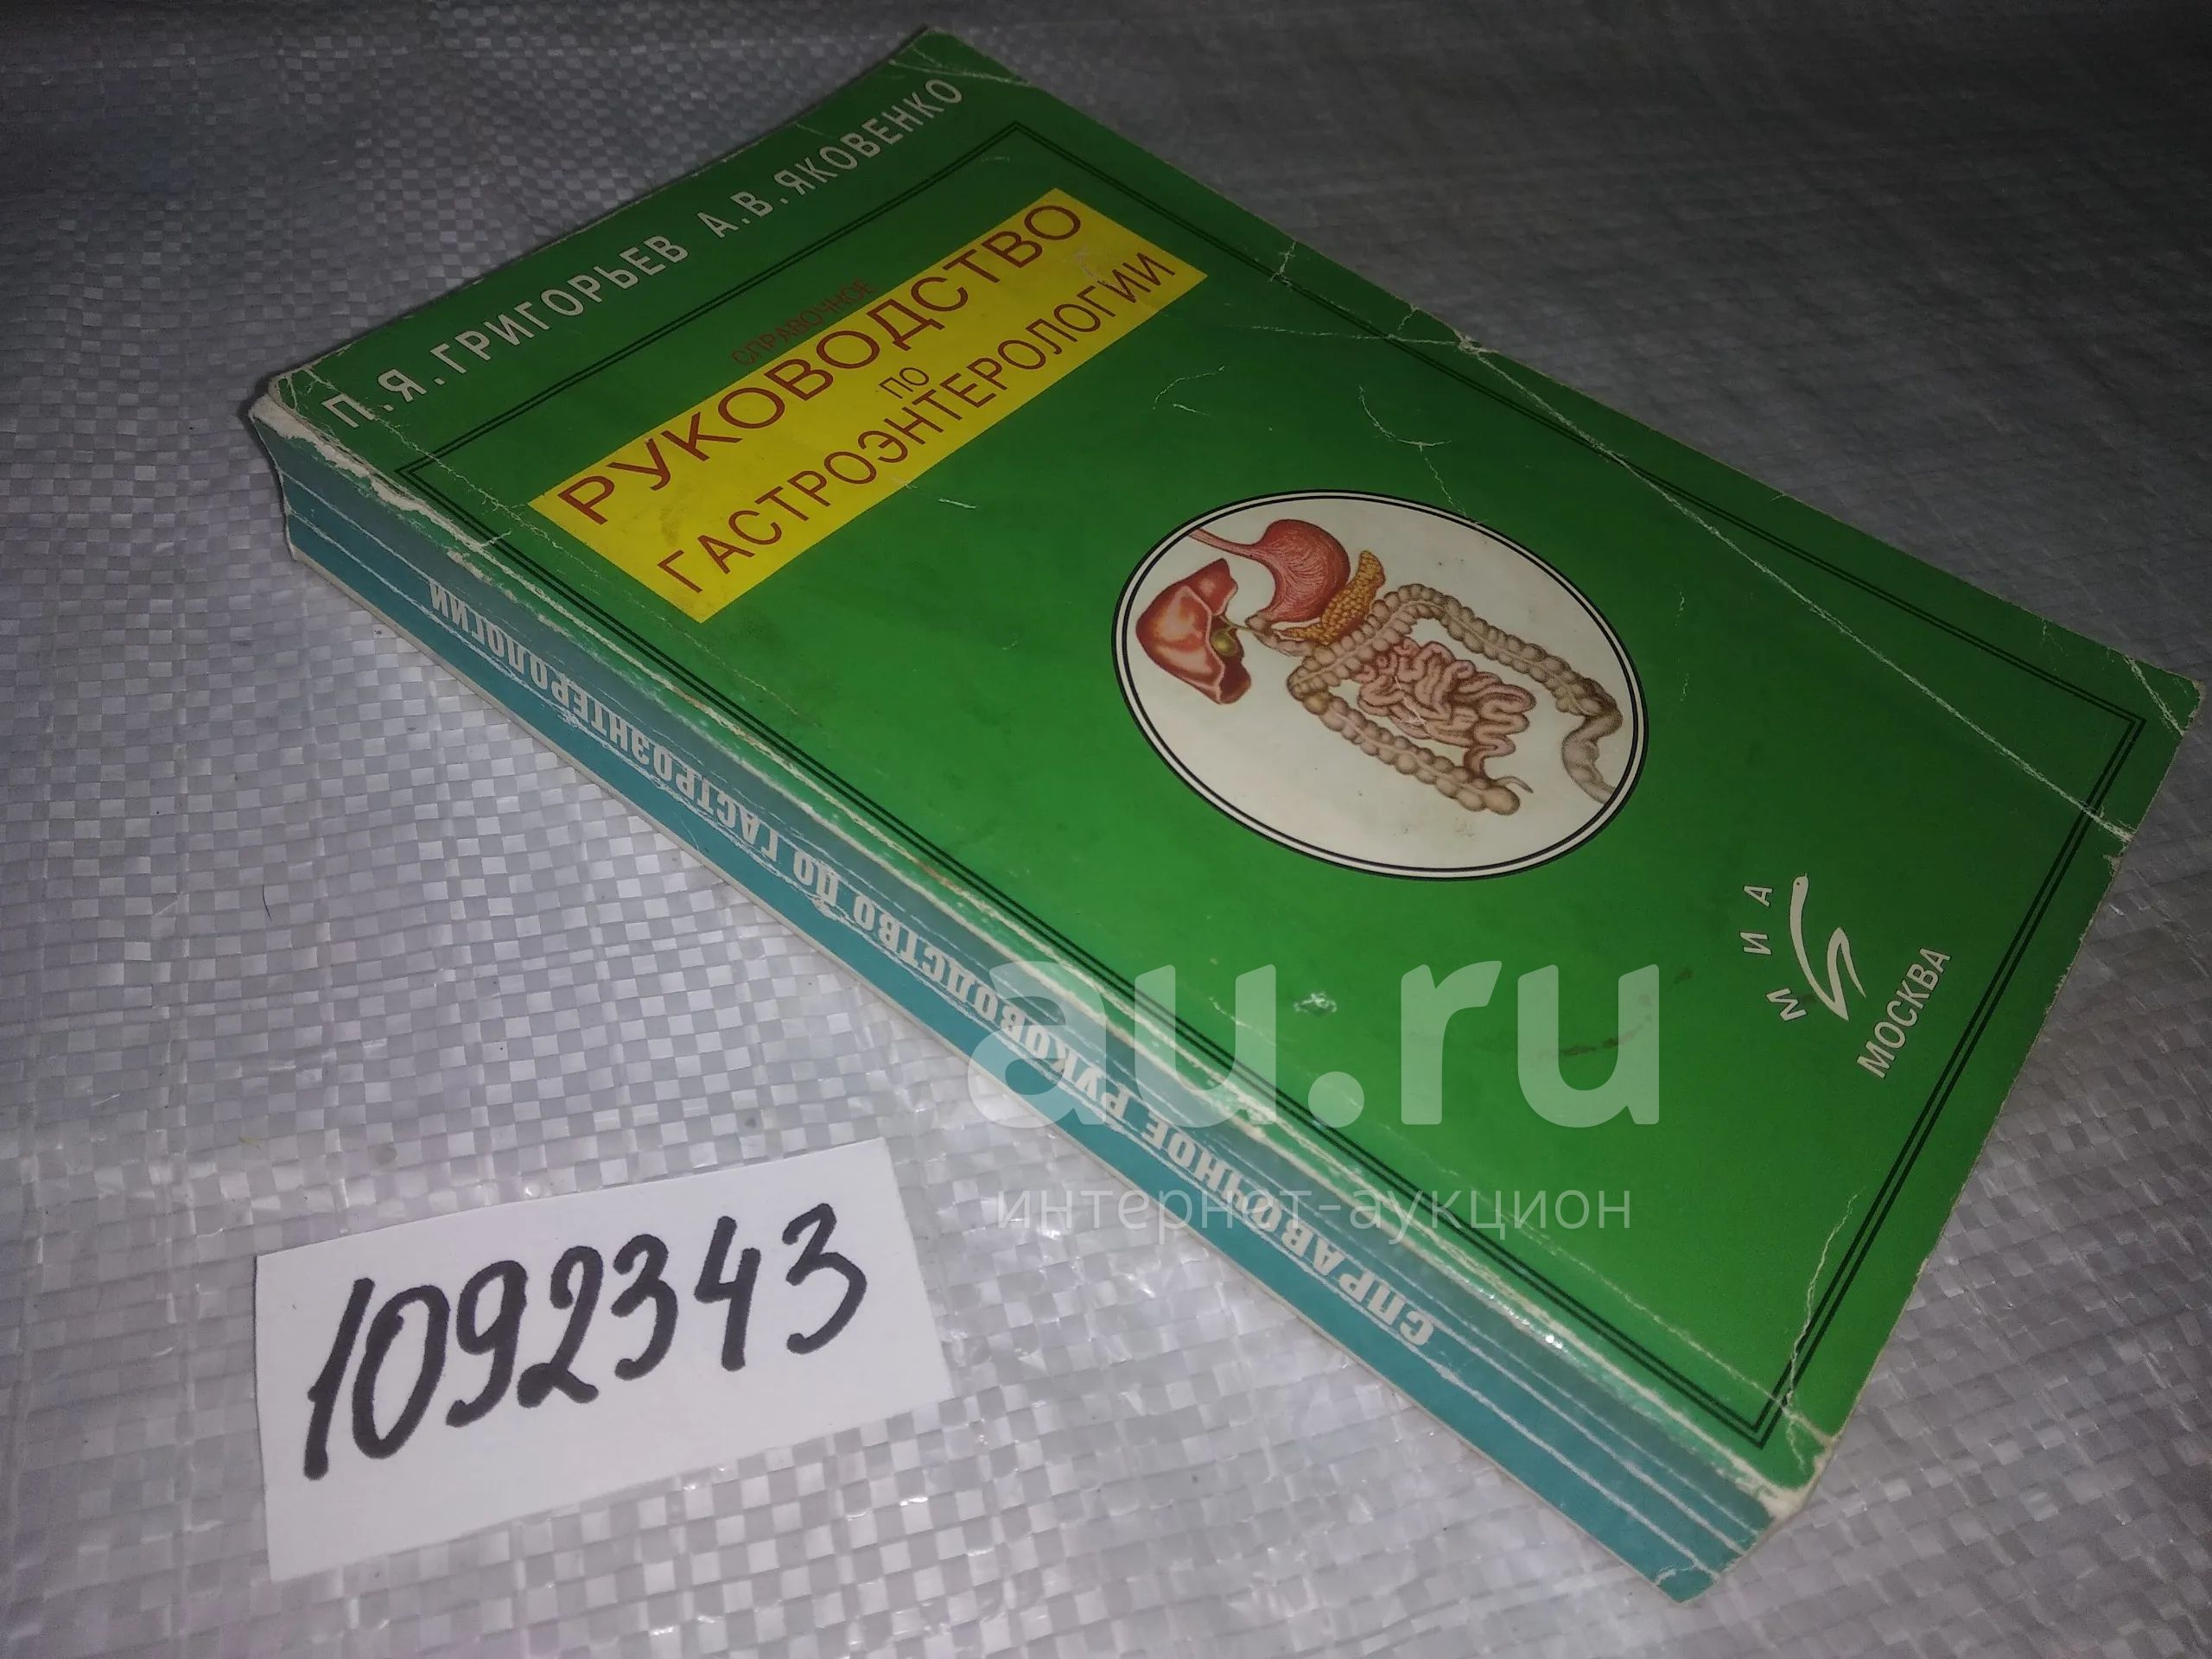 П.Я.ГРИГОРЬЕВ А.В.ЯКОВЕНКО
СПРАВОЧНОЕ
РУКОВОДСТВО
ПО
ГАСТРОЭНТЕРОЛОГИИ
МИА
МОСКВА
СПРАВОЧНОЕ РУКОВОДСТВО ПО ГАСТРОЭНТЕРОЛОГИИ
au.ru
интернет-аукцион
1092343